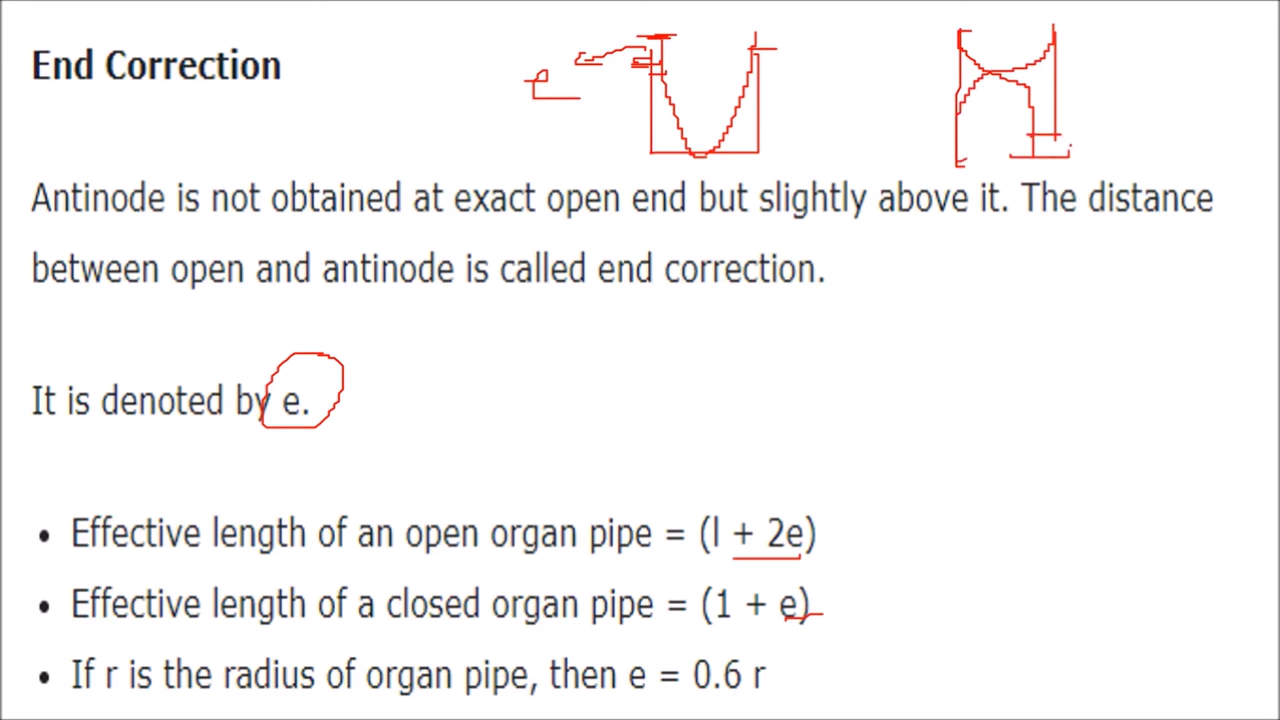 End Correction
e
Antinode is not obtained at exact open end but slightly above it. The distance
between open and antinode is called end correction.
It is denoted by e.
• Effective length of an open organ pipe = (l + 2e)
• Effective length of a closed organ pipe = (1 + e)
• If r is the radius of organ pipe, then e = 0.6 r